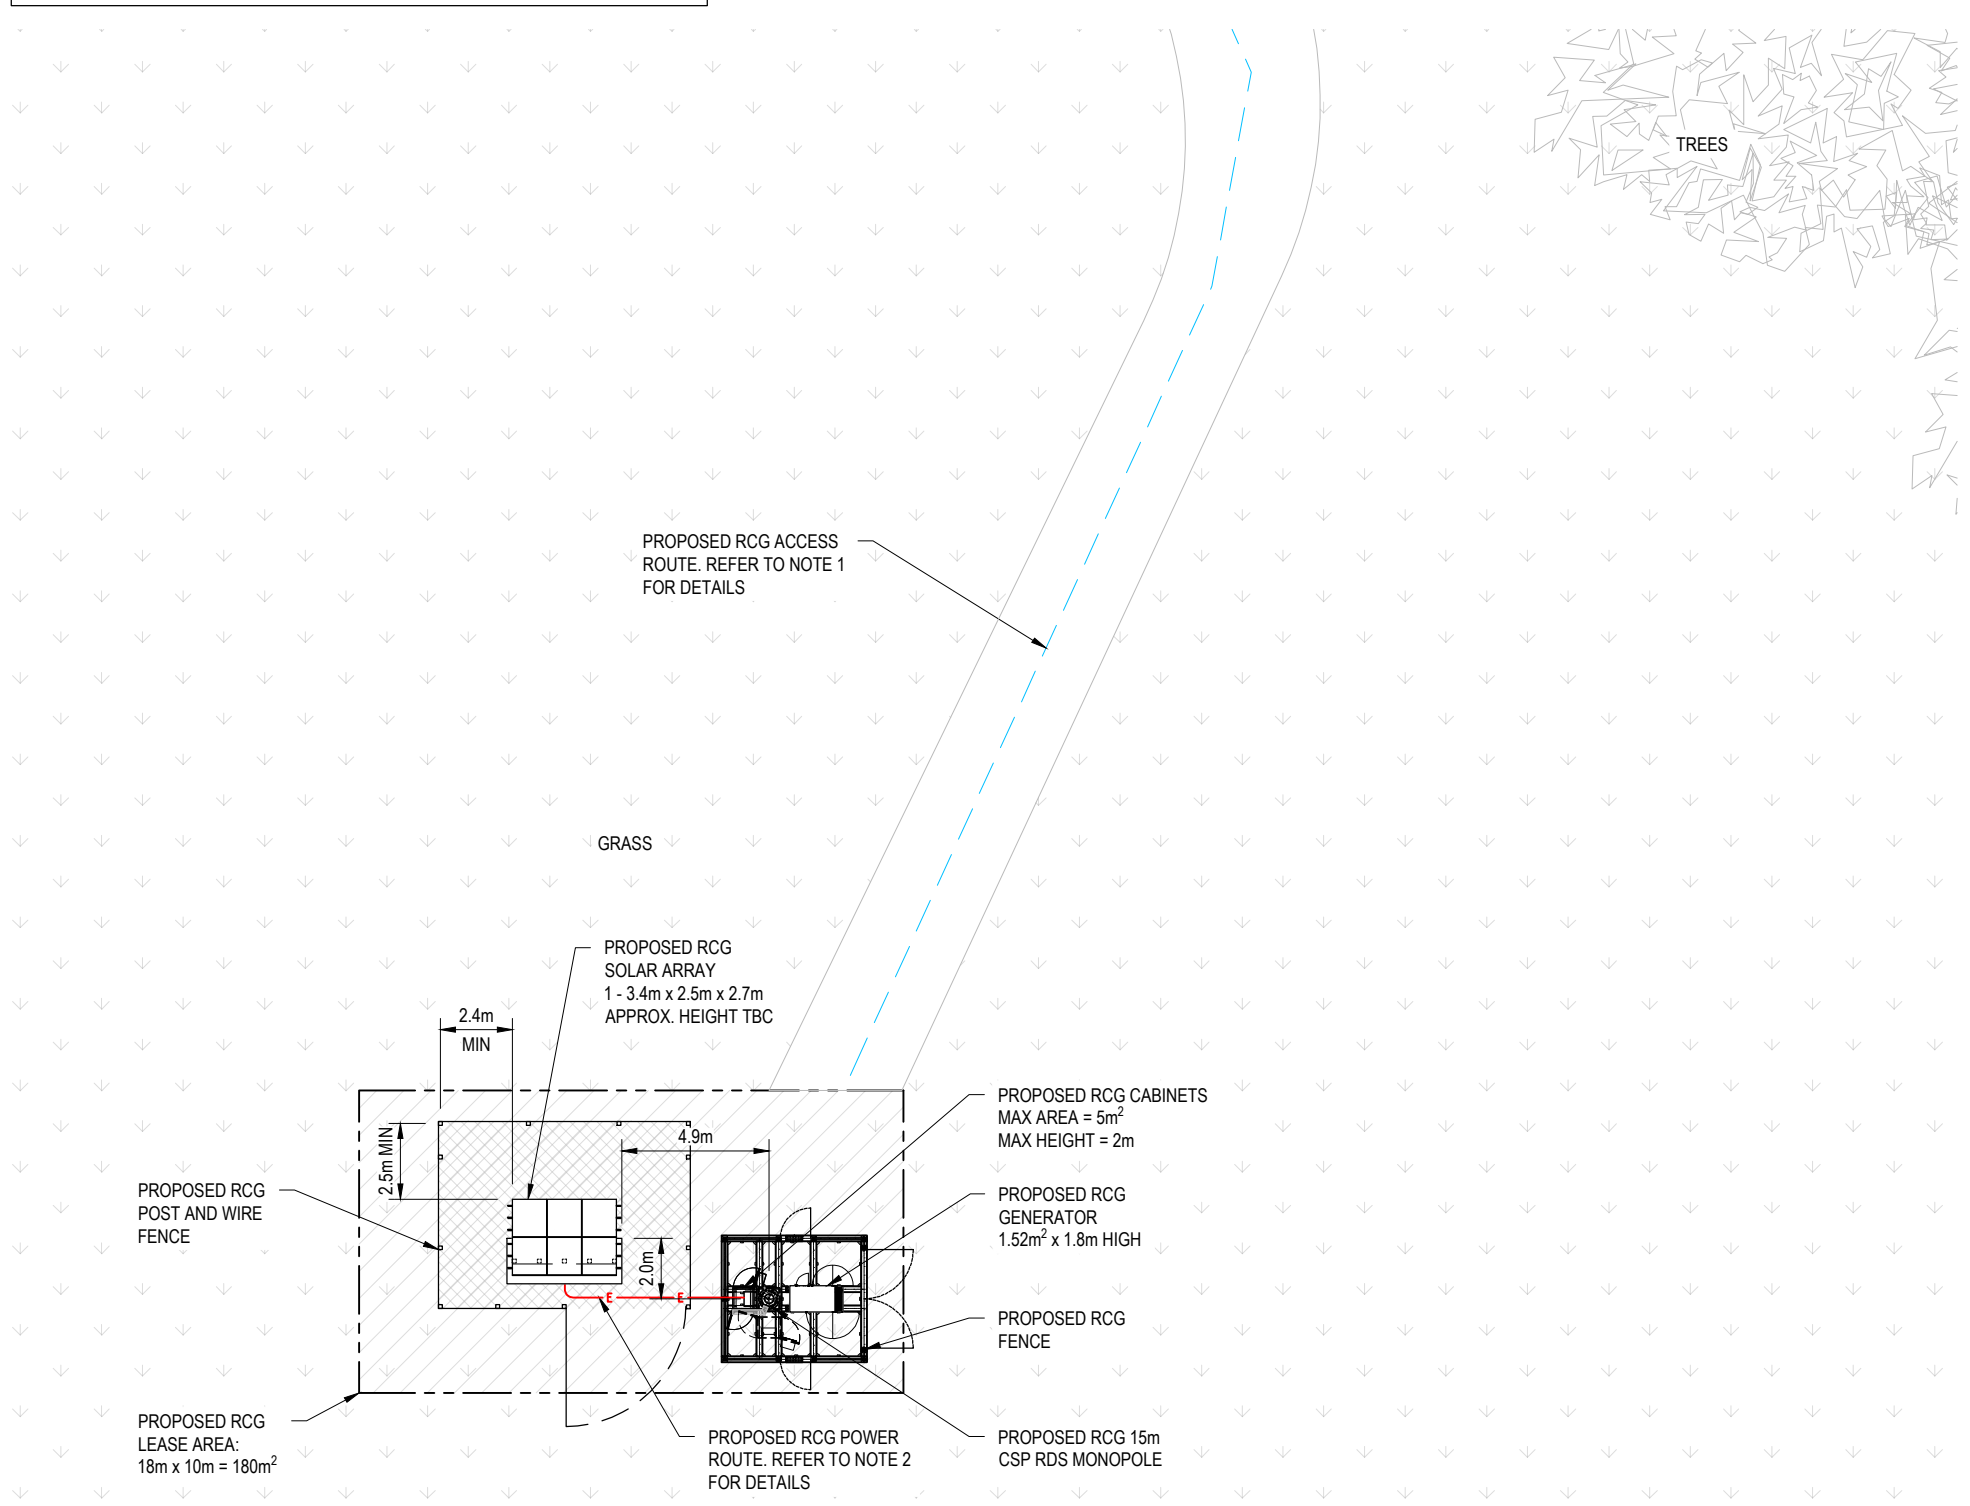 TREES
PROPOSED RCG ACCESS
ROUTE. REFER TO NOTE 1
FOR DETAILS
GRASS
PROPOSED RCG
SOLAR ARRAY
1 - 3.4m x 2.5m x 2.7m
APPROX. HEIGHT TBC
2.4m
MIN
2.5m MIN
4.9m
2.0m
PROPOSED RCG CABINETS
MAX AREA = 5m²
MAX HEIGHT = 2m
PROPOSED RCG
POST AND WIRE
FENCE
PROPOSED RCG
GENERATOR
1.52m² x 1.8m HIGH
E
E
PROPOSED RCG
FENCE
PROPOSED RCG
LEASE AREA:
18m x 10m = 180m²
PROPOSED RCG POWER
ROUTE. REFER TO NOTE 2
FOR DETAILS
PROPOSED RCG 15m
CSP RDS MONOPOLE